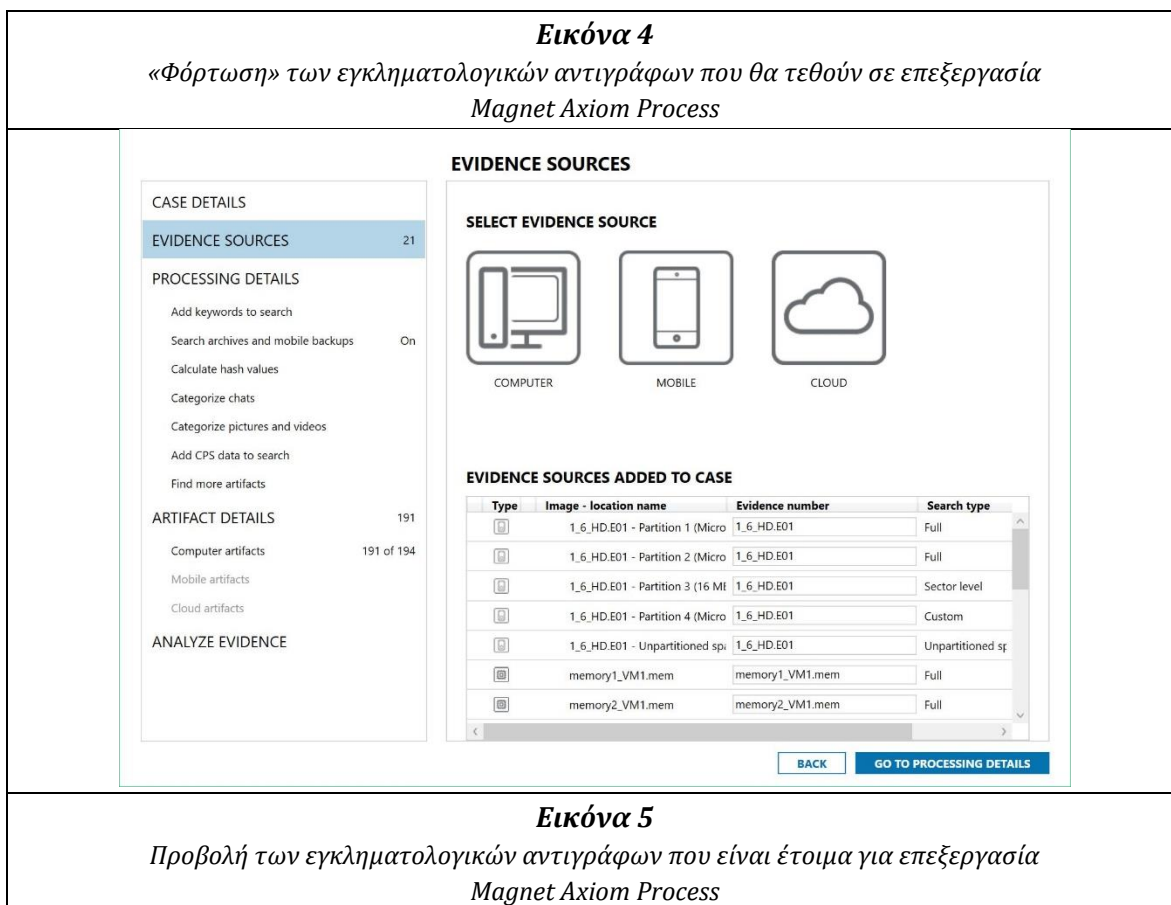 Εικόνα 4
«Φόρτωση» των εγκληματολογικών αντιγράφων που θα τεθούν σε επεξεργασία
Magnet Axiom Process
EVIDENCE SOURCES
CASE DETAILS
EVIDENCE SOURCES 21
PROCESSING DETAILS
Add keywords to search
Search archives and mobile backups On
Calculate hash values
Categorize chats
Categorize pictures and videos
Add CPS data to search
Find more artifacts
ARTIFACT DETAILS 191
Computer artifacts 191 of 194
Mobile artifacts
Cloud artifacts
ANALYZE EVIDENCE
SELECT EVIDENCE SOURCE
COMPUTER MOBILE CLOUD
EVIDENCE SOURCES ADDED TO CASE
Type Image - location name Evidence number Search type
1_6_HD.E01 - Partition 1 (Micro 1_6_HD.E01 Full
1_6_HD.E01 - Partition 2 (Micro 1_6_HD.E01 Full
1_6_HD.E01 - Partition 3 (16 ME 1_6_HD.E01 Sector level
1_6_HD.E01 - Partition 4 (Micro 1_6_HD.E01 Custom
1_6_HD.E01 - Unpartitioned spa 1_6_HD.E01 Unpartitioned sp
memory1_VM1.mem memory1_VM1.mem Full
memory2_VM1.mem memory2_VM1.mem Full
BACK GO TO PROCESSING DETAILS
Εικόνα 5
Προβολή των εγκληματολογικών αντιγράφων που είναι έτοιμα για επεξεργασία
Magnet Axiom Process